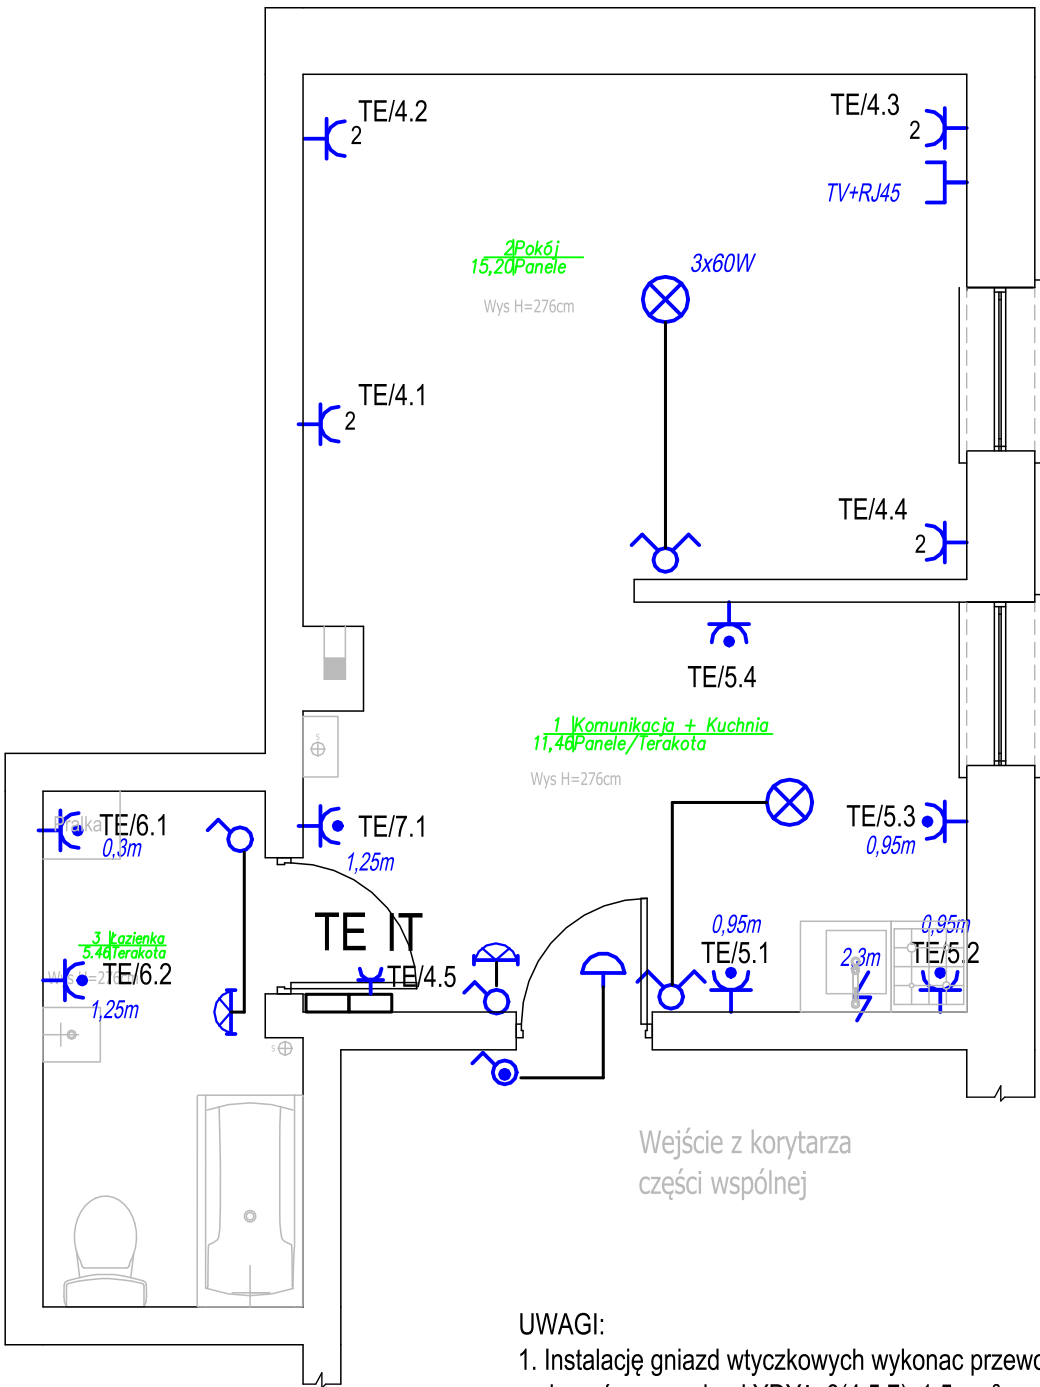 TE/4.2
2
TE/4.3
2
TV+RJ45
2 Pokój
15,20 Panele
Wys H=276cm
3x60W
TE/4.1
2
TE/4.4
2
TE/5.4
1 Komunikacja + Kuchnia
11,46 Panele/Terakota
Wys H=276cm
s
Pralka
TE/6.1
0,3m
TE/7.1
1,25m
TE/5.3
0,95m
TE IT
3 Łazienka
5.46 Terakota
Wys H=276cm
TE/6.2
1,25m
TE/4.5
0,95m
TE/5.1
2,3m
0,95m
TE/5.2
s
Wejście z korytarza
części wspólnej
UWAGI:
1. Instalację gniazd wtyczkowych wykonac przewo